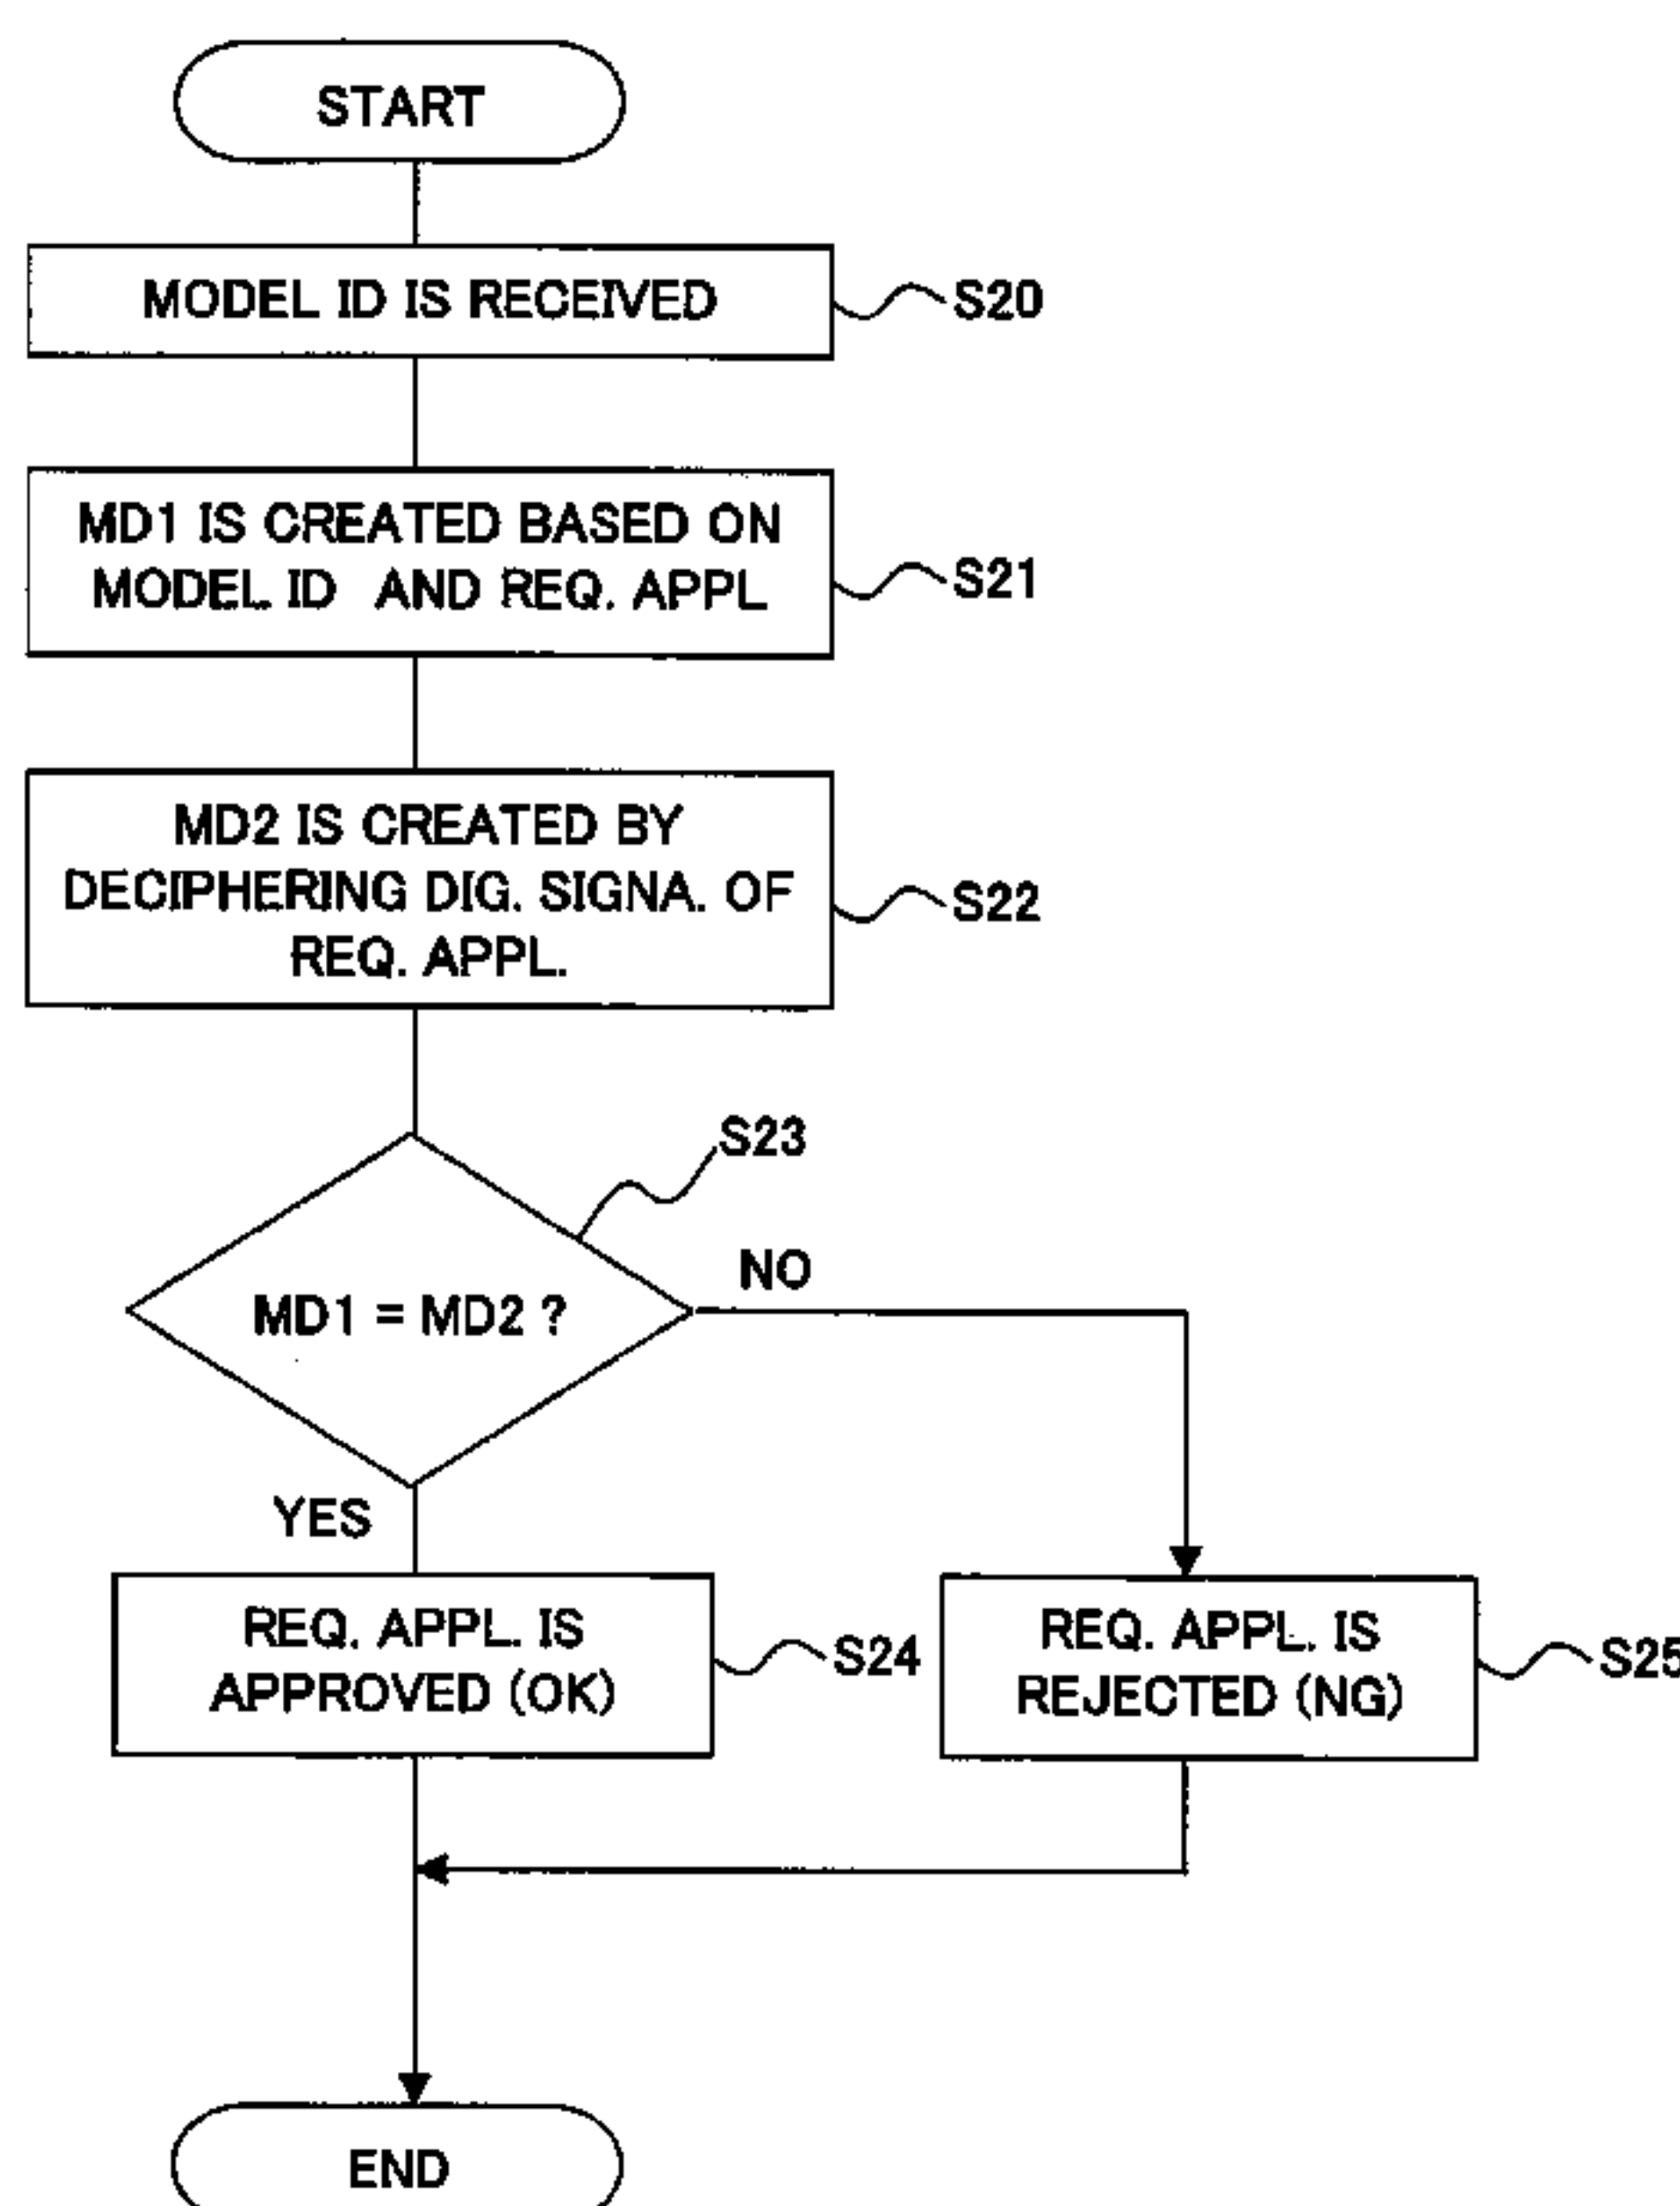 START
MODEL ID IS RECEIVED
S20
MD1 IS CREATED BASED ON
MODEL ID AND REQ. APPL
S21
MD2 IS CREATED BY
DECIPHERING DIG. SIGNA. OF
REQ. APPL.
S22
S23
MD1 = MD2 ?
NO
YES
REQ. APPL. IS
APPROVED (OK)
S24
REQ. APPL. IS
REJECTED (NG)
S25
END